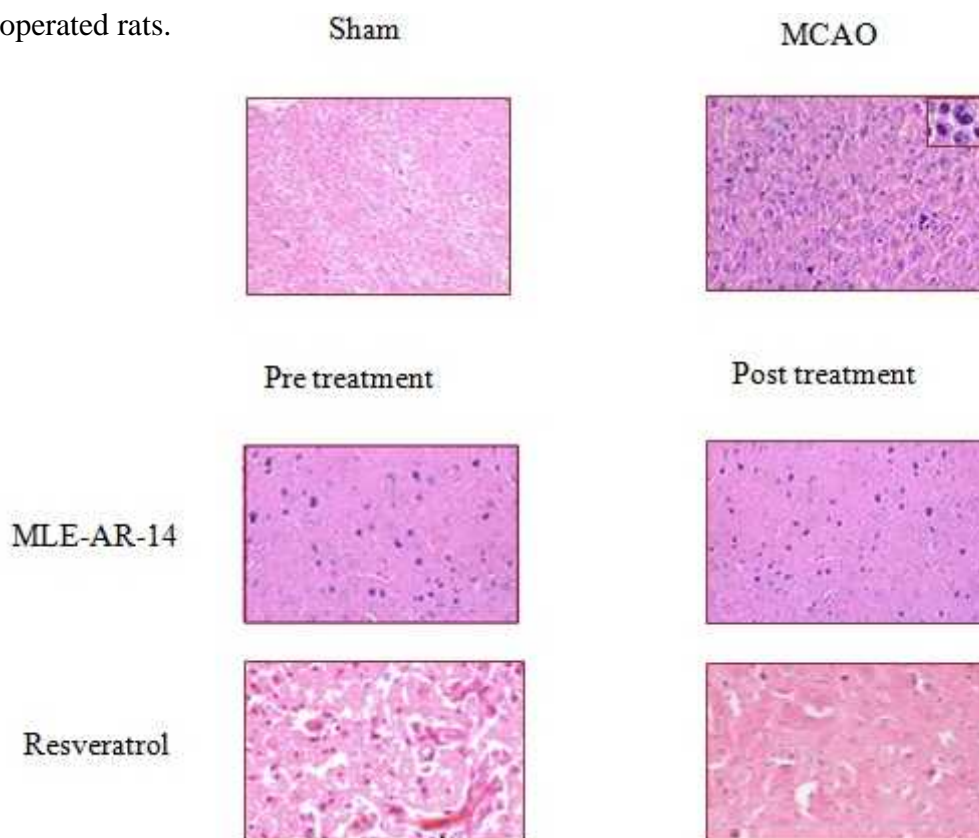 operated rats.
Sham
MCAO
Pre treatment
Post treatment
MLE-AR-14
Resveratrol